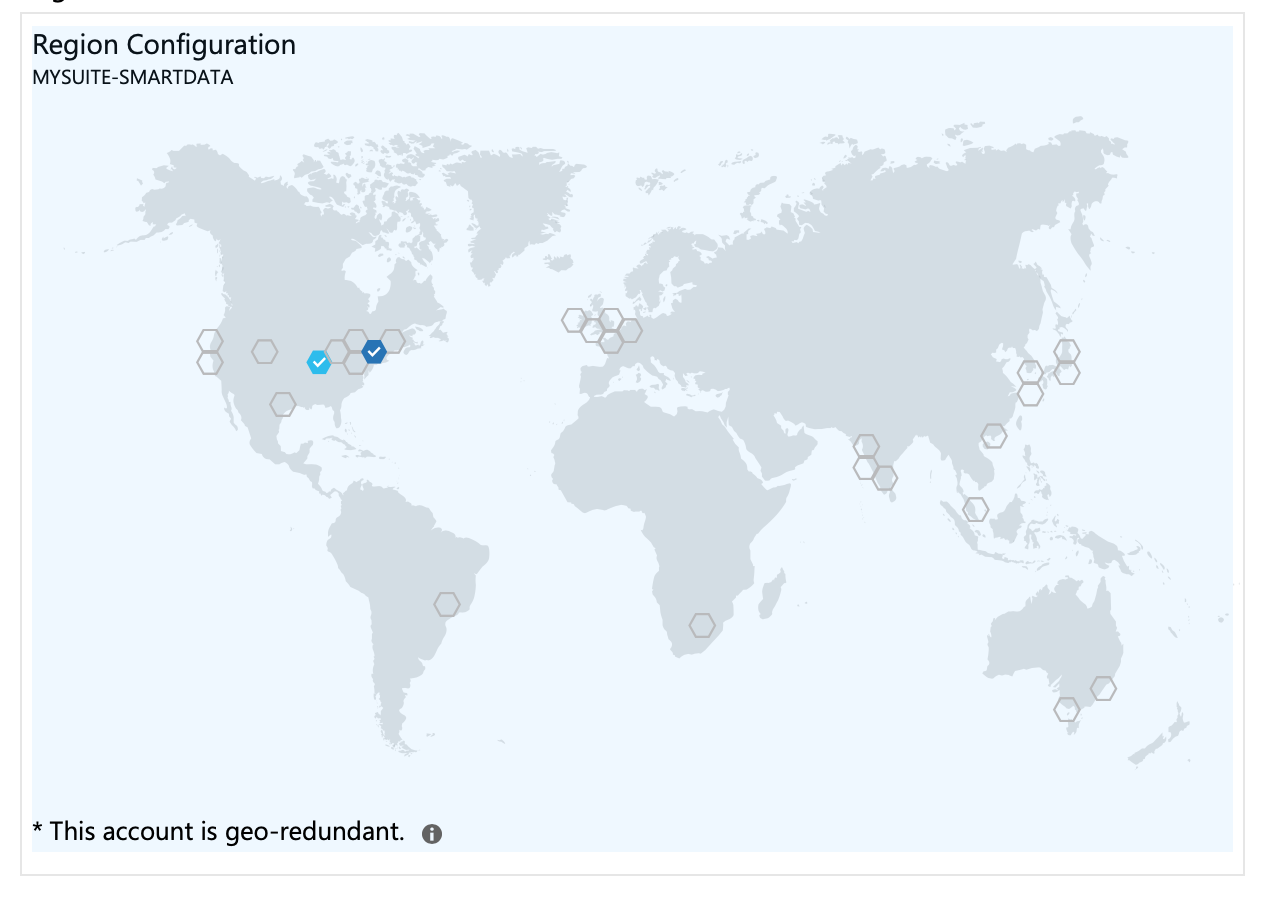 Region Configuration
MYSUITE-SMARTDATA
* This account is geo-redundant.